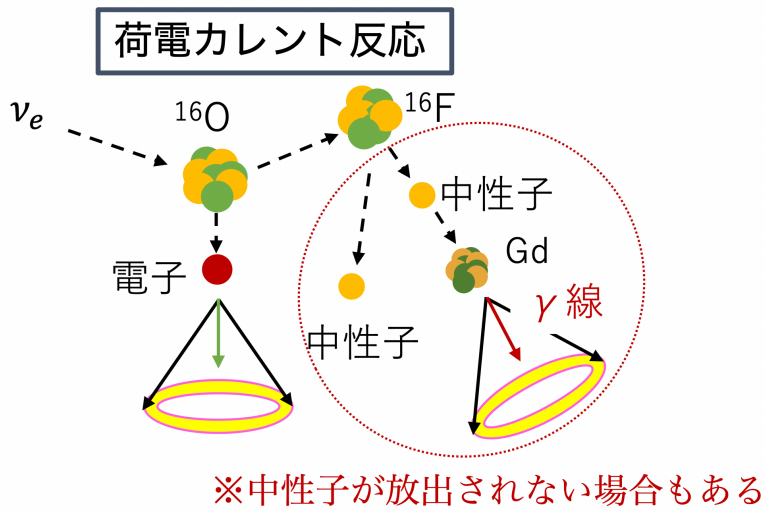 荷電カレント反応
νe
¹⁶O
¹⁶F
中性子
Gd
電子
γ線
中性子
※中性子が放出されない場合もある